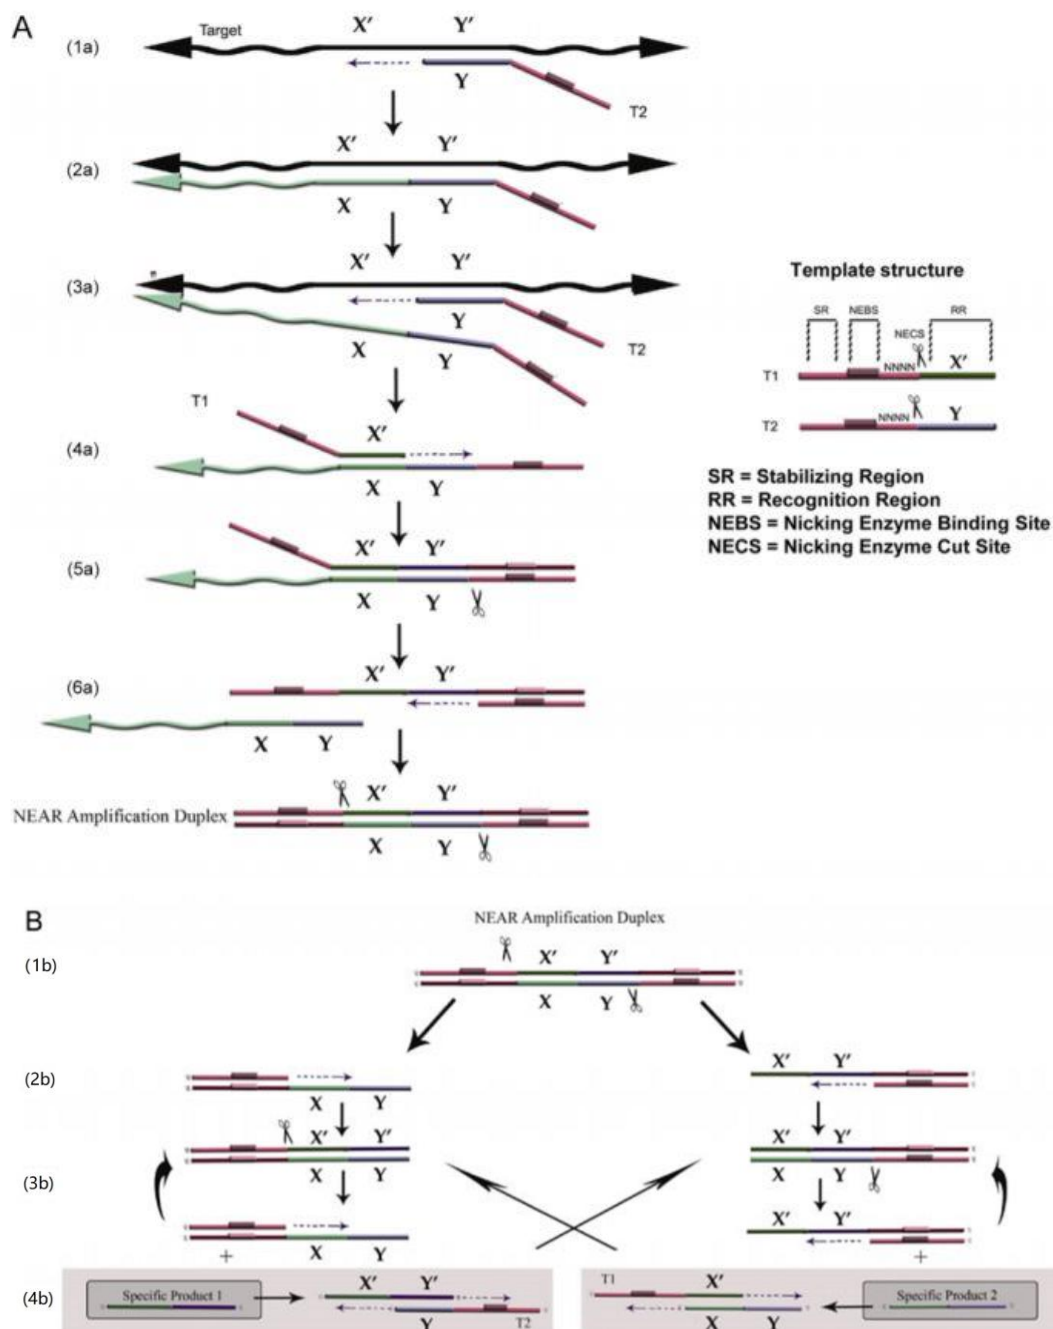 A
(1a)
Target
X′ Y′
Y
T2
(2a)
X′ Y′
X Y
(3a)
X′ Y′
Y
X Y
T2
Template structure
SR NEBS NECS RR
T1 NNNN X′
T2 NNNN Y
SR = Stabilizing Region
RR = Recognition Region
NEBS = Nicking Enzyme Binding Site
NECS = Nicking Enzyme Cut Site
T1
(4a)
X′
X Y
(5a)
X′ Y′
X Y
(6a)
X′ Y′
X Y
NEAR Amplification Duplex
X′ Y′
X Y
B
NEAR Amplification Duplex
(1b)
X′ Y′
X Y
(2b)
X Y
X′ Y′
X′ Y′
X Y
X′ Y′
X Y
(3b)
+ X Y
X′ Y′
+
(4b)
Specific Product 1
X′ Y′
Y T2
T1 X′
X Y
Specific Product 2